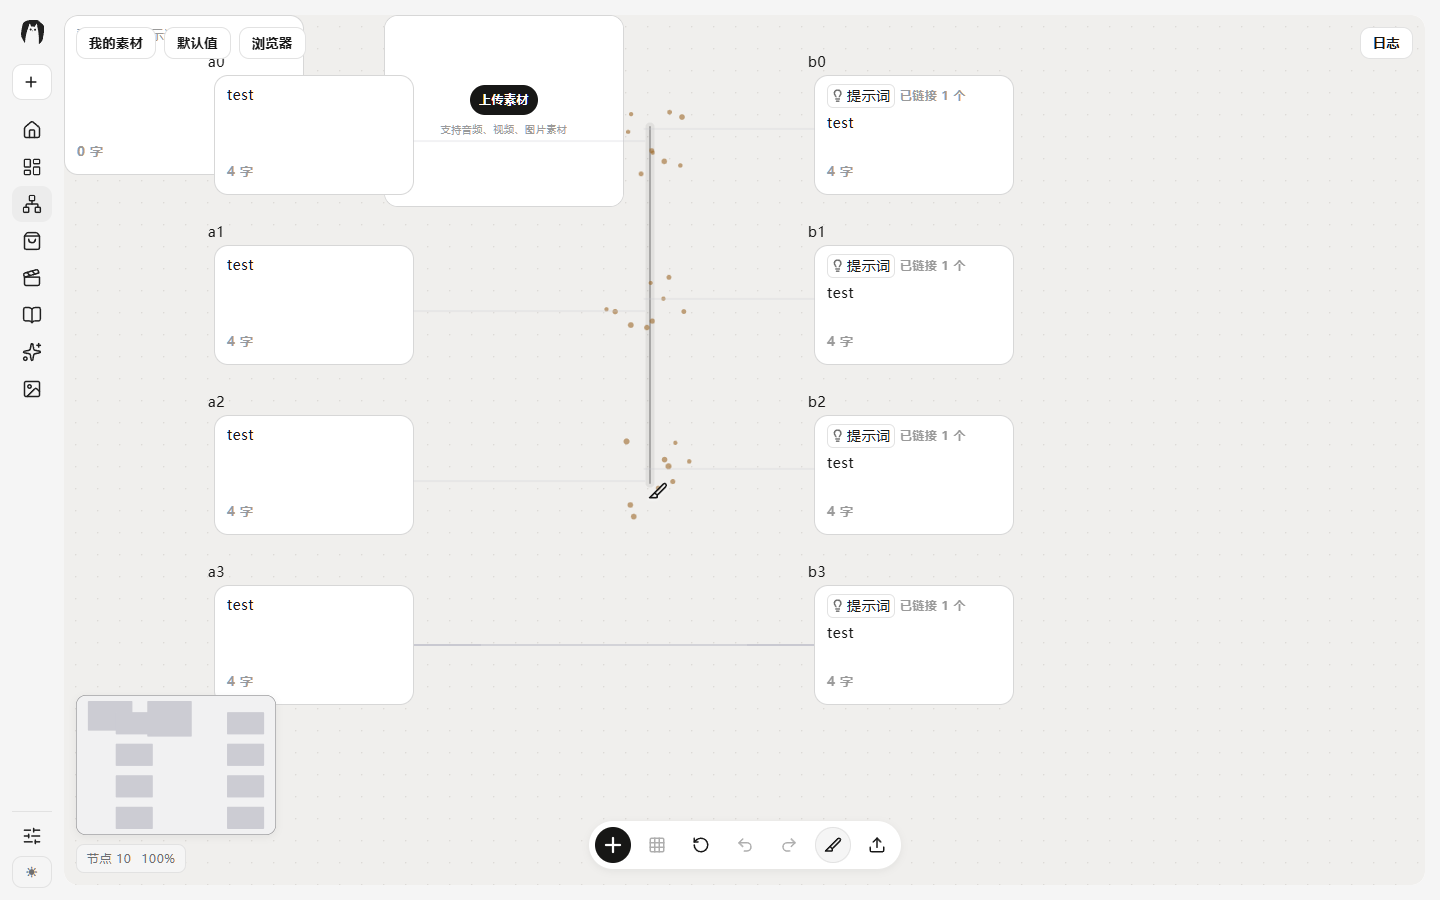 我的素材
默认值
浏览器
日志
0 字
上传素材
支持音频、视频、图片素材
a0
test
4 字
b0
提示词 已链接 1 个
test
4 字
a1
test
4 字
b1
提示词 已链接 1 个
test
4 字
a2
test
4 字
b2
提示词 已链接 1 个
test
4 字
a3
test
4 字
b3
提示词 已链接 1 个
test
4 字
节点 10 100%